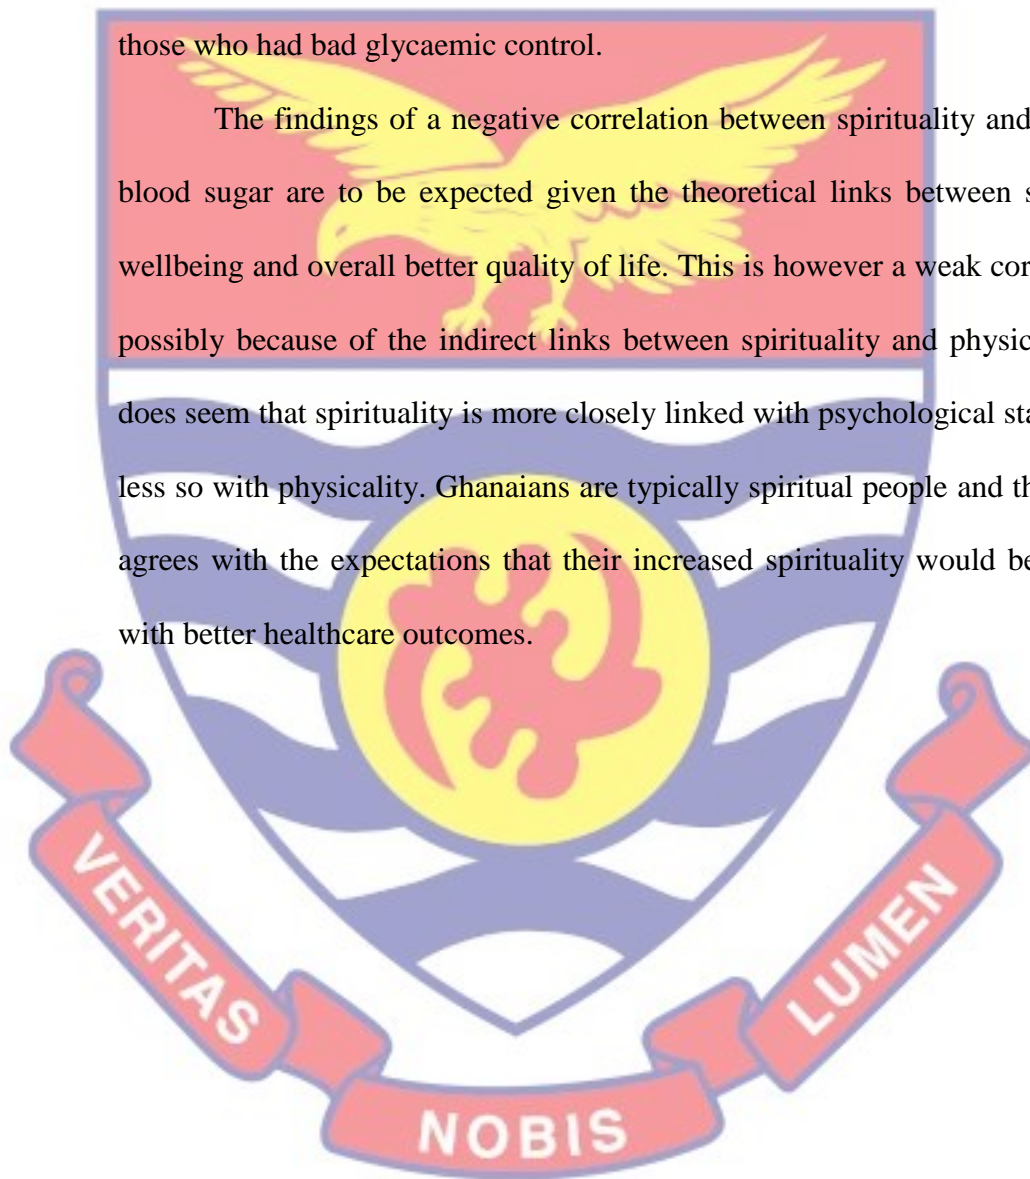 those who had bad glycaemic control.
The findings of a negative correlation between spirituality and
blood sugar are to be expected given the theoretical links between s
wellbeing and overall better quality of life. This is however a weak cor
possibly because of the indirect links between spirituality and physic
does seem that spirituality is more closely linked with psychological sta
less so with physicality. Ghanaians are typically spiritual people and th
agrees with the expectations that their increased spirituality would be
with better healthcare outcomes.
VERITAS
NOBIS
LUMEN